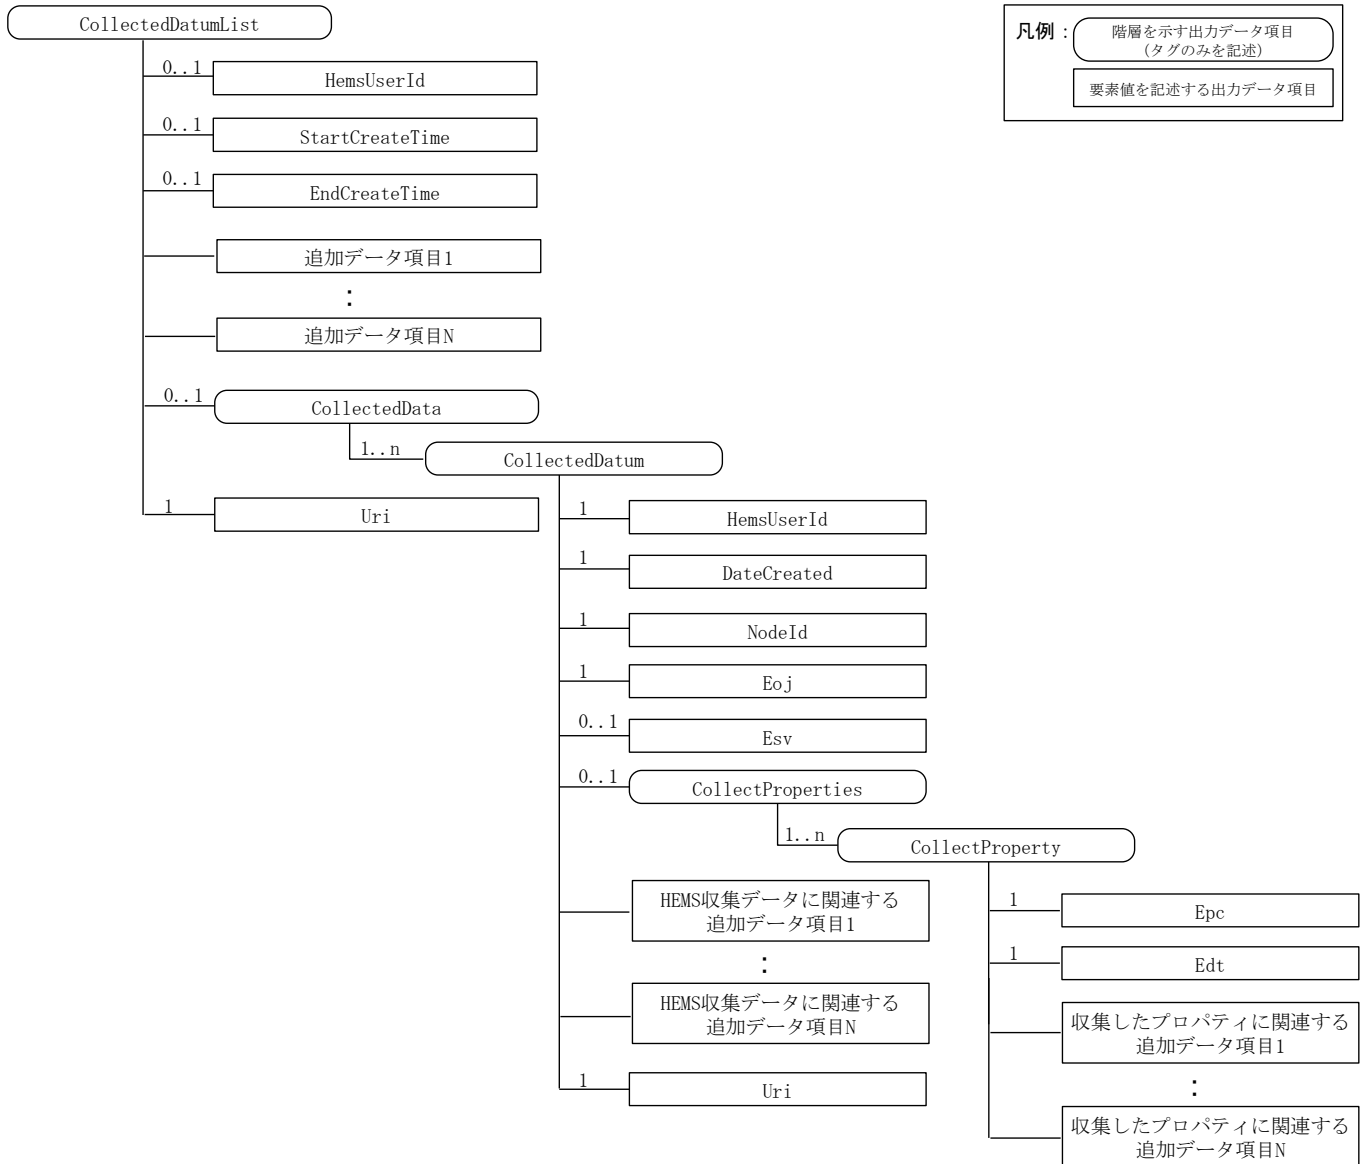 CollectedDatumList
凡例：
階層を示す出力データ項目
(タグのみを記述)
要素値を記述する出力データ項目
0..1
HemsUserId
0..1
StartCreateTime
0..1
EndCreateTime
追加データ項目1
：
追加データ項目N
0..1
CollectedData
1..n
CollectedDatum
1
Uri
1
HemsUserId
1
DateCreated
1
NodeId
1
Eoj
0..1
Esv
0..1
CollectProperties
1..n
CollectProperty
HEMS収集データに関連する
追加データ項目1
：
HEMS収集データに関連する
追加データ項目N
1
Uri
1
Epc
1
Edt
収集したプロパティに関連する
追加データ項目1
：
収集したプロパティに関連する
追加データ項目N